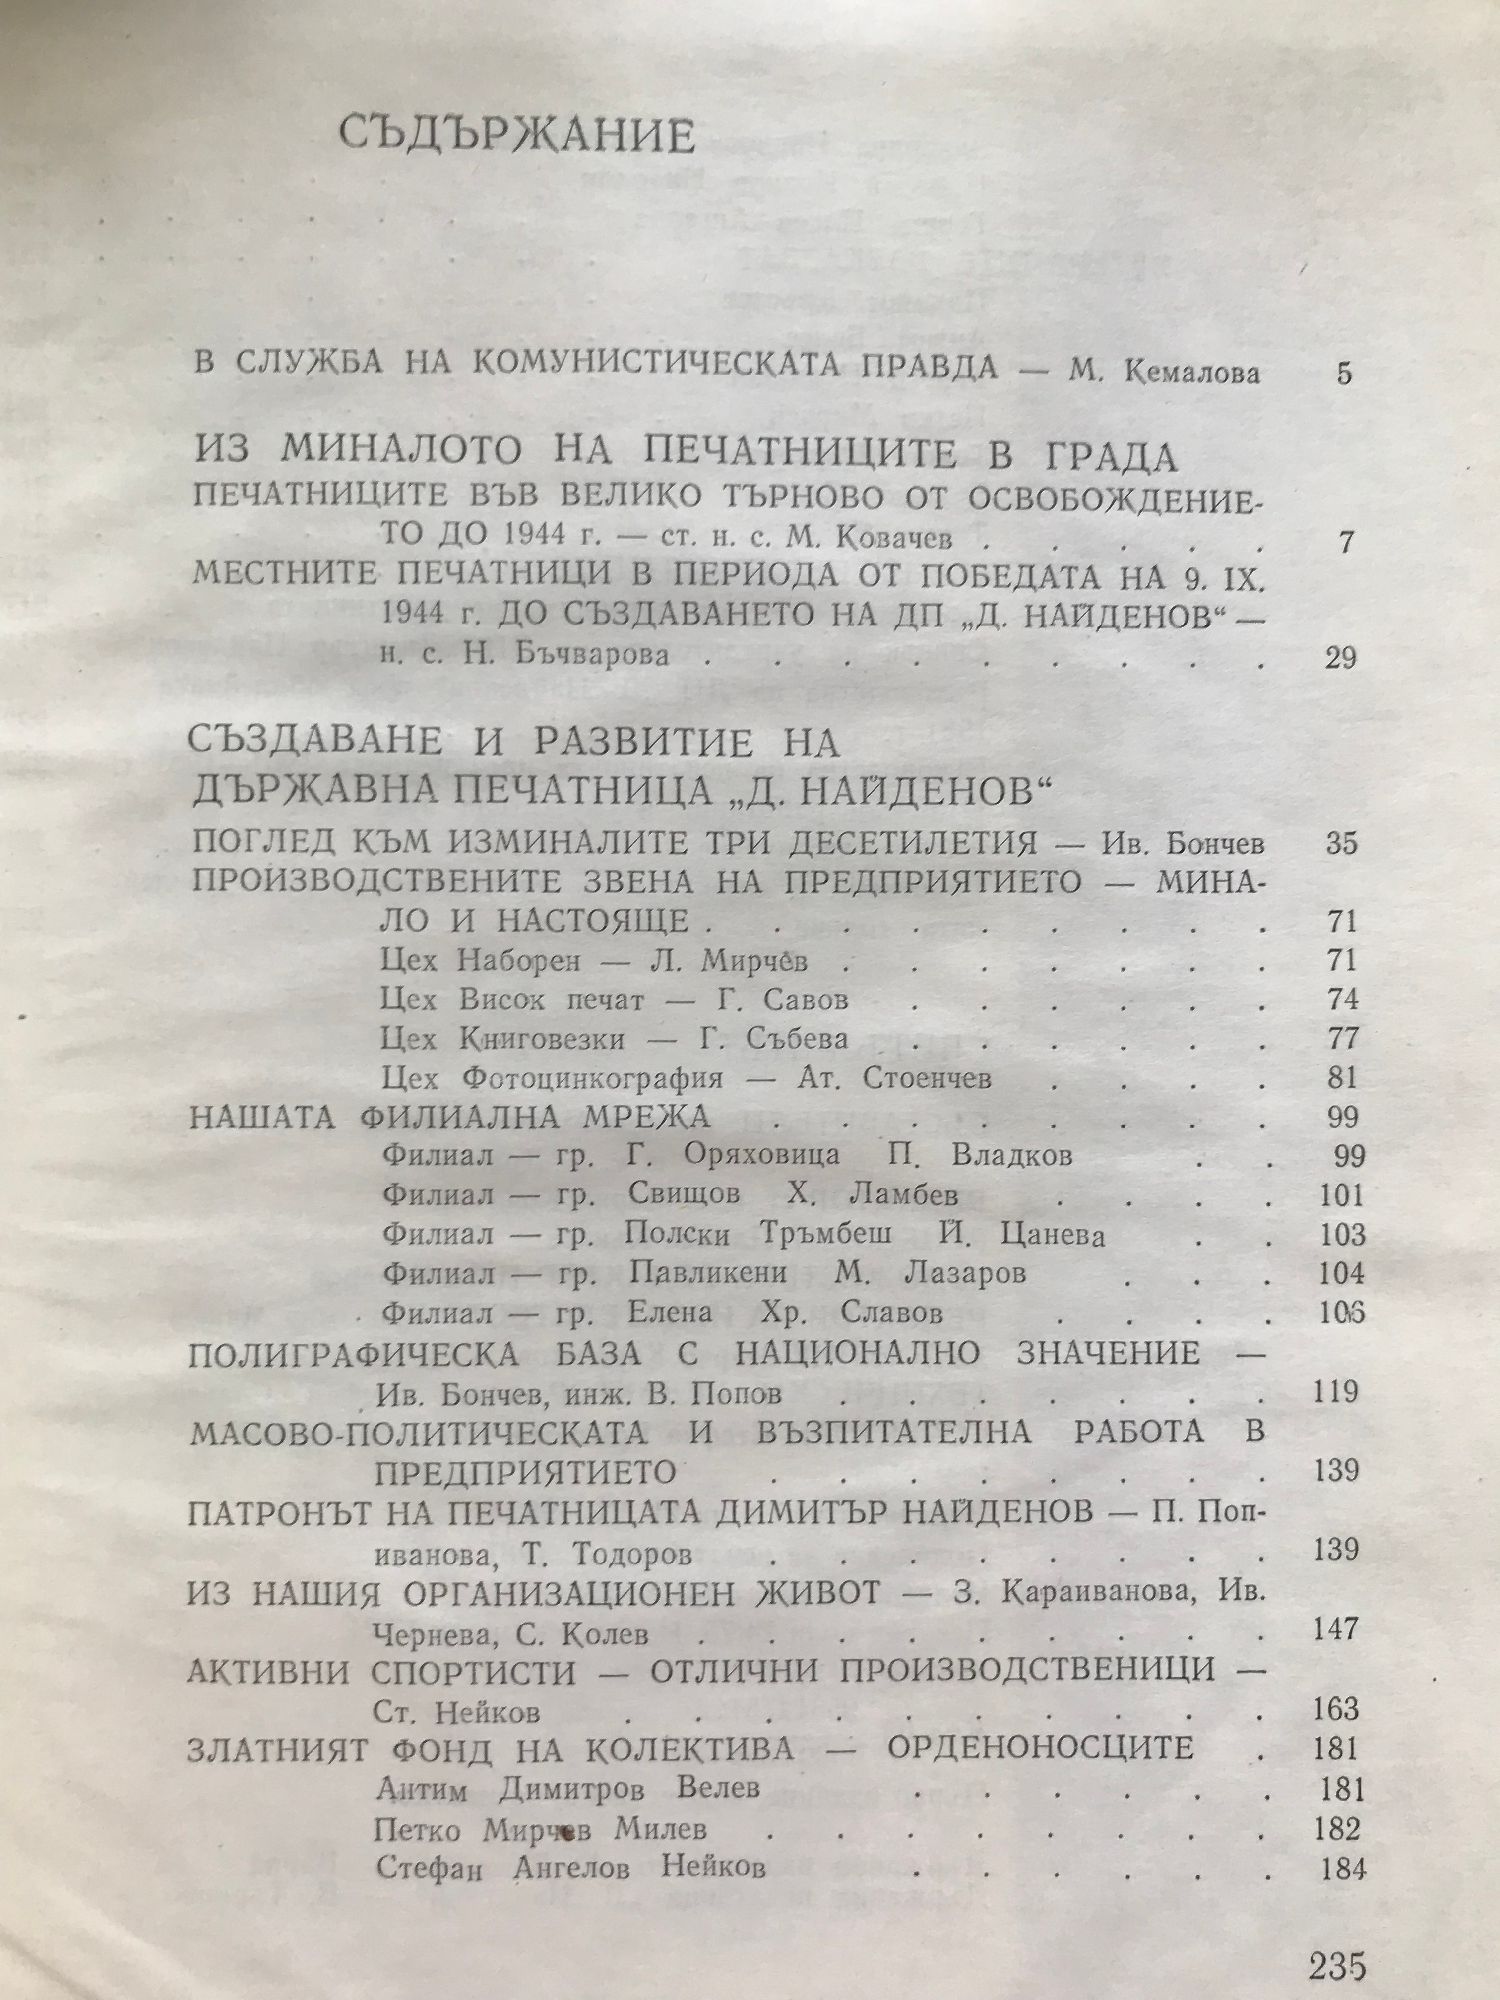 СЪДЪРЖАНИЕ
В СЛУЖБА НА КОМУНИСТИЧЕСКАТА ПРАВДА — М. Кемалова 5
ИЗ МИНАЛОТО НА ПЕЧАТНИЦИТЕ В ГРАДА
ПЕЧАТНИЦИТЕ ВЪВ ВЕЛИКО ТЪРНОВО ОТ ОСВОБОЖДЕНИЕ-
ТО ДО 1944 г. — ст. н. с. М. Ковачев . . . . . 7
МЕСТНИТЕ ПЕЧАТНИЦИ В ПЕРИОДА ОТ ПОБЕДАТА НА 9. IX.
1944 г. ДО СЪЗДАВАНЕТО НА ДП „Д. НАЙДЕНОВ“ —
н. с. Н. Бъчварова . . . . . . . . . 29
СЪЗДАВАНЕ И РАЗВИТИЕ НА
ДЪРЖАВНА ПЕЧАТНИЦА „Д. НАЙДЕНОВ“
ПОГЛЕД КЪМ ИЗМИНАЛИТЕ ТРИ ДЕСЕТИЛЕТИЯ — Ив. Бончев 35
ПРОИЗВОДСТВЕНИТЕ ЗВЕНА НА ПРЕДПРИЯТИЕТО — МИНА-
ЛО И НАСТОЯЩЕ . . . . . . . . . 71
Цех Наборен — Л. Мирчев . . . . . . . 71
Цех Висок печат — Г. Савов . . . . . . 74
Цех Книговезки — Г. Събева . . . . . . 77
Цех Фотоцинкография — Ат. Стоенчев . . . . 81
НАШАТА ФИЛИАЛНА МРЕЖА . . . . . . . . 99
Филиал — гр. Г. Оряховица П. Владков . . 99
Филиал — гр. Свищов Х. Ламбев . . . . 101
Филиал — гр. Полски Тръмбеш Й. Цанева . . 103
Филиал — гр. Павликени М. Лазаров . . . 104
Филиал — гр. Елена Хр. Славов . . . . 106
ПОЛИГРАФИЧЕСКА БАЗА С НАЦИОНАЛНО ЗНАЧЕНИЕ —
Ив. Бончев, инж. В. Попов . . . . . . . 119
МАСОВО-ПОЛИТИЧЕСКАТА И ВЪЗПИТАТЕЛНА РАБОТА В
ПРЕДПРИЯТИЕТО . . . . . . . . 139
ПАТРОНЪТ НА ПЕЧАТНИЦАТА ДИМИТЪР НАЙДЕНОВ — П. Поп-
иванова, Т. Тодоров . . . . . . . . 139
ИЗ НАШИЯ ОРГАНИЗАЦИОНЕН ЖИВОТ — З. Караиванова, Ив.
Чернева, С. Колев . . . . . . . . . 147
АКТИВНИ СПОРТИСТИ — ОТЛИЧНИ ПРОИЗВОДСТВЕНИЦИ —
Ст. Нейков . . . . . . . . . . 163
ЗЛАТНИЯТ ФОНД НА КОЛЕКТИВА — ОРДЕНОНОСЦИТЕ . 181
Антим Димитров Велев . . . . . . 181
Петко Мирчев Милев . . . . . . . . 182
Стефан Ангелов Нейков . . . . . . 184
235